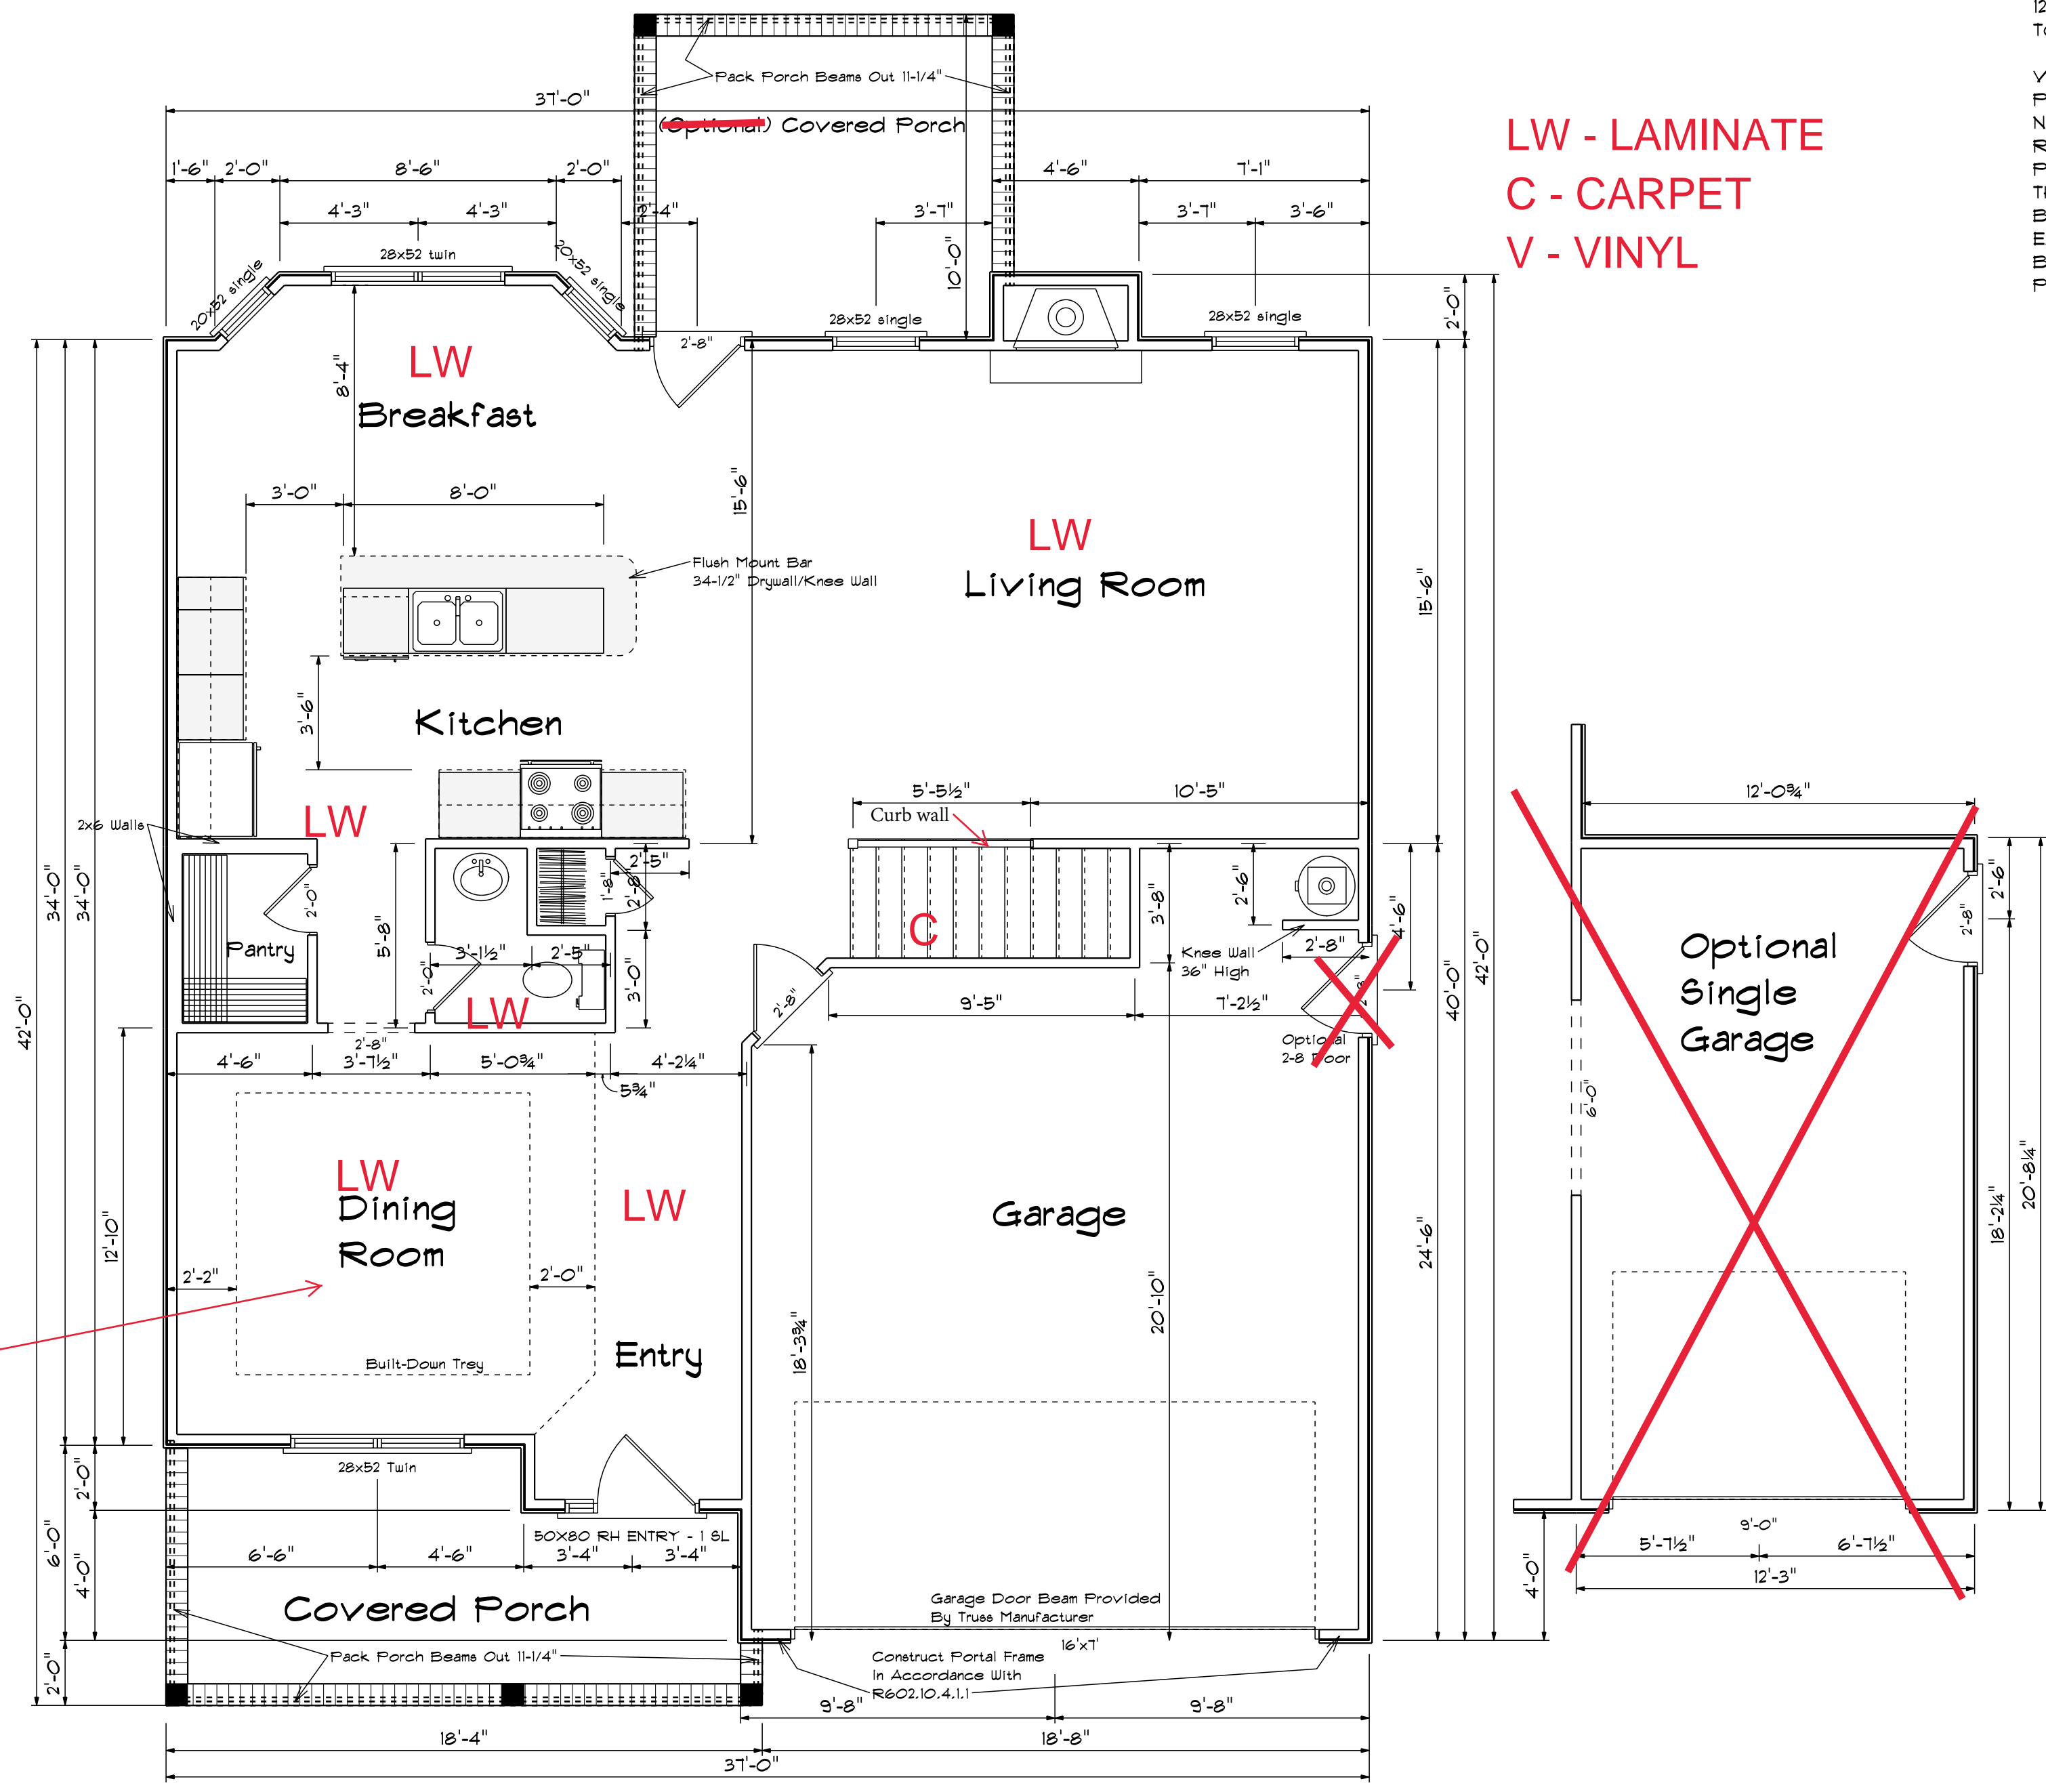 Pack Porch Beams Out 11-1/4"
37'-0"
(Optional) Covered Porch
1'-6"
2'-0"
8'-6"
2'-0"
4'-6"
7'-1"
4'-3"
4'-3"
2'-4"
3'-7"
3'-7"
3'-6"
10'-0"
LW - LAMINATE
C - CARPET
V - VINYL
28x52 twin
20x52 single
20x52 single
28x52 single
28x52 single
2'-0"
2'-8"
LW
Breakfast
8'-4"
3'-0"
8'-0"
15'-6"
Flush Mount Bar
34-1/2" Drywall/Knee Wall
LW
Living Room
15'-6"
3'-6"
Kitchen
LW
2x6 Walls
5'-5½"
10'-5"
Curb wall
34'-0"
34'-0"
42'-0"
2'-5"
1'-8"
2'-8"
2'-0"
Pantry
5'-8"
3'-1½"
2'-5"
2'-0"
3'-0"
LW
C
3'-8"
2'-6"
4'-6"
Knee Wall
36" High
2'-8"
2'-8"
9'-5"
7'-2½"
2'-8"
Optional
2-8 Door
40'-0"
42'-0"
2'-8"
4'-6"
3'-7½"
5'-0¾"
4'-2¼"
5¾"
12'-0¾"
2'-6"
2'-8"
Optional
Single
Garage
6'-0"
18'-2¼"
20'-8¼"
12'-10"
LW
Dining
Room
LW
Garage
2'-2"
2'-0"
24'-6"
20'-10"
18'-3¾"
Entry
Built-Down Trey
28x52 Twin
50X80 RH ENTRY - 1 SL
2'-0"
6'-0"
4'-0"
6'-6"
4'-6"
3'-4"
3'-4"
9'-0"
5'-7½"
6'-7½"
12'-3"
4'-0"
Covered Porch
Garage Door Beam Provided
By Truss Manufacturer
16'x7'
Pack Porch Beams Out 11-1/4"
Construct Portal Frame
In Accordance With
R602.10.4.1.1
2'-0"
9'-8"
9'-8"
18'-4"
18'-8"
37'-0"